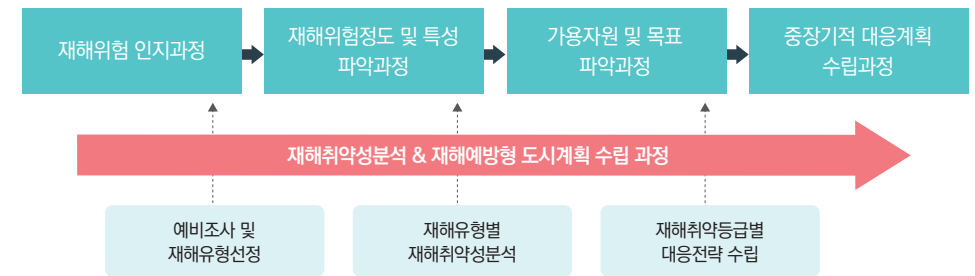 재해위험 인지과정
재해위험정도 및 특성
파악과정
가용자원 및 목표
파악과정
중장기적 대응계획
수립과정
재해취약성분석 & 재해예방형 도시계획 수립 과정
예비조사 및
재해유형선정
재해유형별
재해취약성분석
재해취약등급별
대응전략 수립